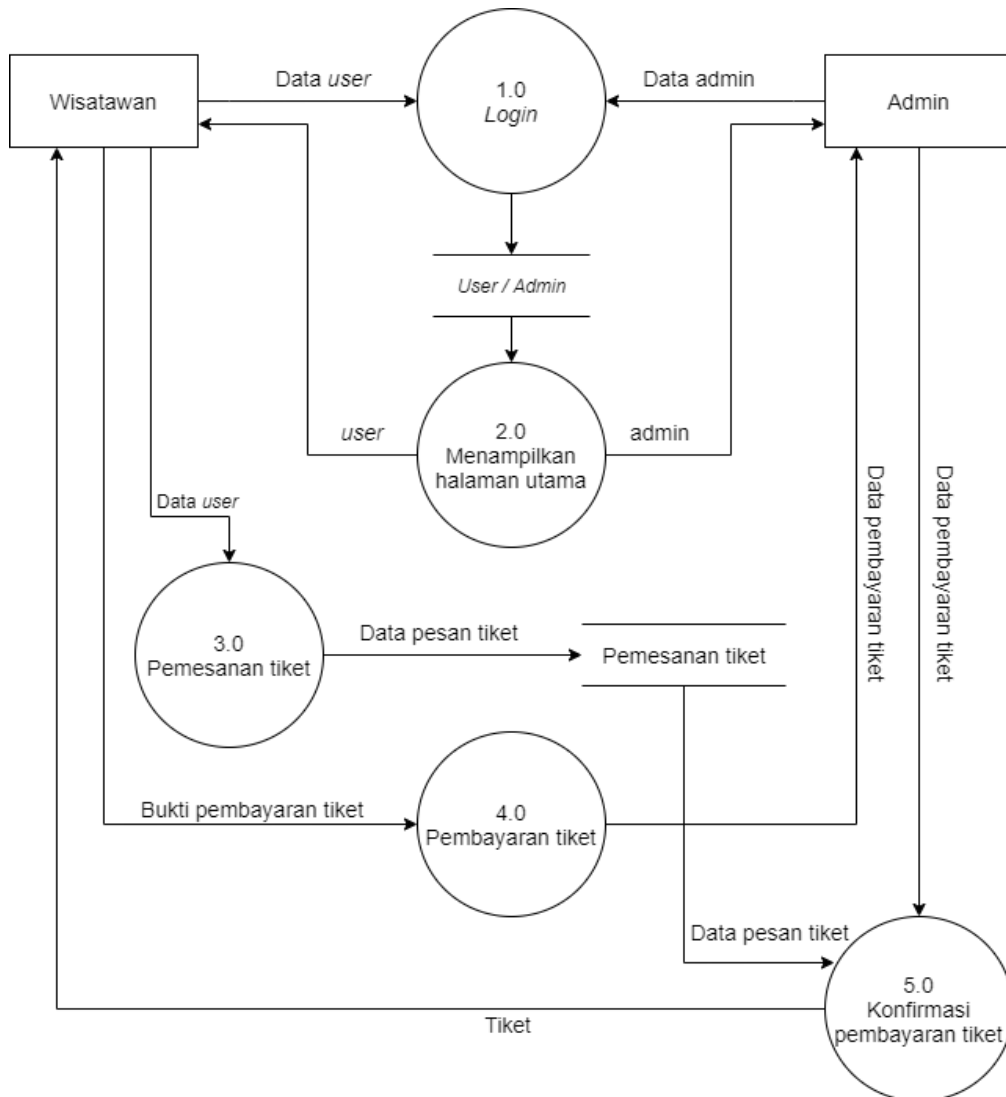 Wisatawan
Data user
1.0
Login
Data admin
Admin
User / Admin
user
2.0
Menampilkan
halaman utama
admin
Data user
Data pembayaran tiket
Data pembayaran tiket
3.0
Pemesanan tiket
Data pesan tiket
Pemesanan tiket
Bukti pembayaran tiket
4.0
Pembayaran tiket
Data pesan tiket
5.0
Konfirmasi
pembayaran tiket
Tiket